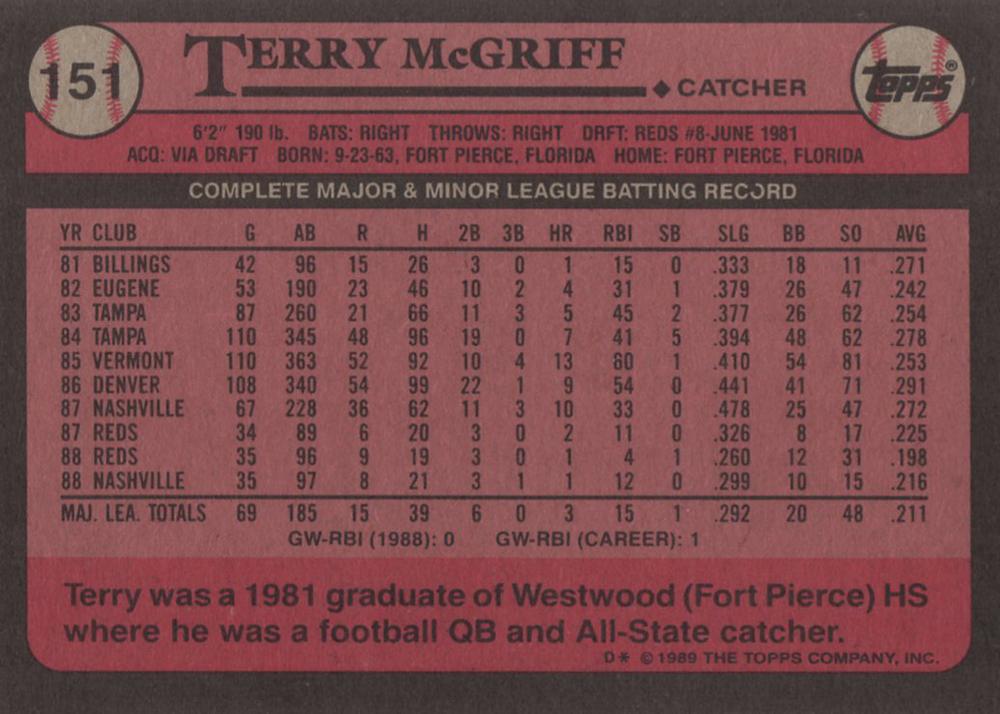 151
TERRY McGRIFF
◆ CATCHER
TOPPS®
6'2" 190 lb. BATS: RIGHT THROWS: RIGHT DRFT: REDS #8-JUNE 1981
ACQ: VIA DRAFT BORN: 9-23-63, FORT PIERCE, FLORIDA HOME: FORT PIERCE, FLORIDA
COMPLETE MAJOR & MINOR LEAGUE BATTING RECORD
YR CLUB G AB R H 2B 3B HR RBI SB SLG BB SO AVG
81 BILLINGS 42 96 15 26 3 0 1 15 0 .333 18 11 .271
82 EUGENE 53 190 23 46 10 2 4 31 1 .379 26 47 .242
83 TAMPA 87 260 21 66 11 3 5 45 2 .377 26 62 .254
84 TAMPA 110 345 48 96 19 0 7 41 5 .394 48 62 .278
85 VERMONT 110 363 52 92 10 4 13 60 1 .410 54 81 .253
86 DENVER 108 340 54 99 22 1 9 54 0 .441 41 71 .291
87 NASHVILLE 67 228 36 62 11 3 10 33 0 .478 25 47 .272
87 REDS 34 89 6 20 3 0 2 11 0 .326 8 17 .225
88 REDS 35 96 9 19 3 0 1 4 1 .260 12 31 .198
88 NASHVILLE 35 97 8 21 3 1 1 12 0 .299 10 15 .216
MAJ. LEA. TOTALS 69 185 15 39 6 0 3 15 1 .292 20 48 .211
GW-RBI (1988): 0 GW-RBI (CAREER): 1
Terry was a 1981 graduate of Westwood (Fort Pierce) HS
where he was a football QB and All-State catcher.
D* © 1989 THE TOPPS COMPANY, INC.